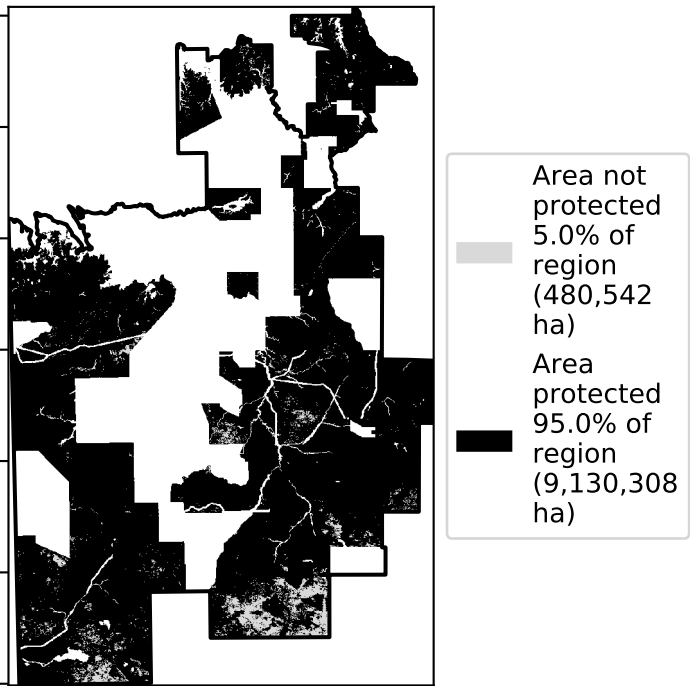 Area not
protected
5.0% of
region
(480,542
ha)
Area
protected
95.0% of
region
(9,130,308
ha)